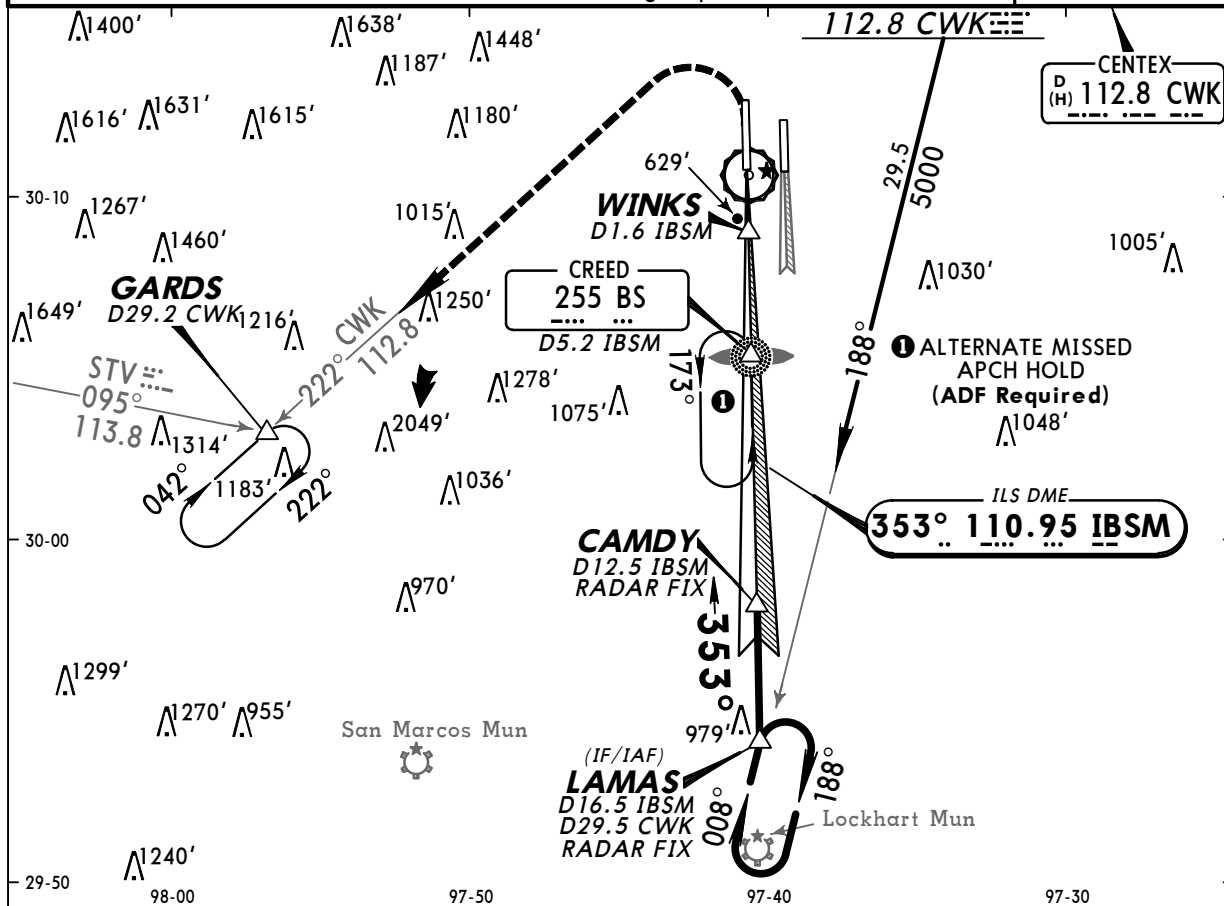 1400'
1638'
1448'
1187'
112.8 CWK
CENTEX
D
(H) 112.8 CWK
1616'
1631'
1615'
1180'
629'
29.5
5000
30-10
1267'
1015'
WINKS
D1.6 IBSM
1460'
1005'
1030'
GARDS
D29.2 CWK
CREED
255 BS
D5.2 IBSM
1649'
1216'
1250'
222° CWK
112.8
STV
095°
113.8
173°
1
188°
1 ALTERNATE MISSED
APCH HOLD
(ADF Required)
1278'
1075'
2049'
1048'
1314'
1183'
042°
222°
1036'
ILS DME
353° 110.95 IBSM
30-00
CAMDY
D12.5 IBSM
RADAR FIX
970'
353°
1299'
1270'
955'
San Marcos Mun
979'
(IF/IAF)
LAMAS
D16.5 IBSM
D29.5 CWK
RADAR FIX
008°
188°
Lockhart Mun
1240'
29-50
98-00
97-50
97-40
97-30